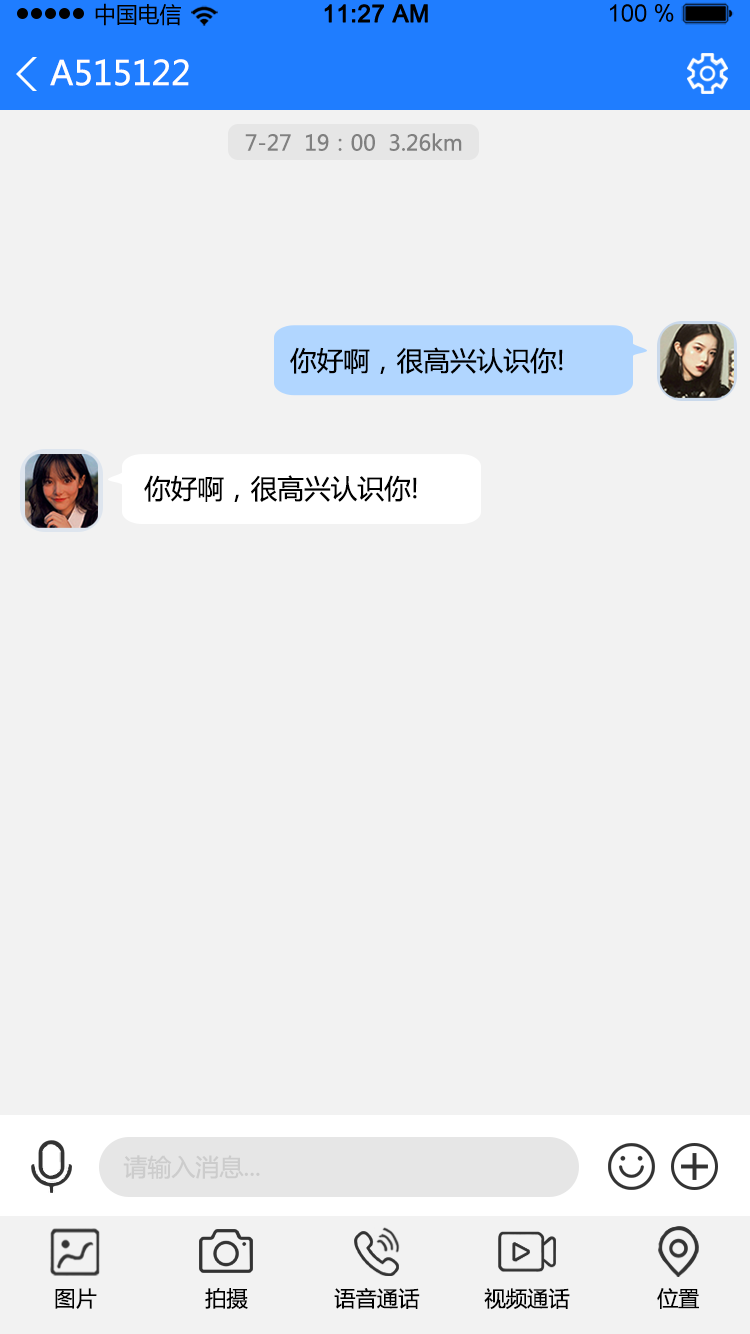 中国电信 11:27 AM 100 %
A515122
7-27 19：00 3.26km
你好啊，很高兴认识你!
你好啊，很高兴认识你!
请输入消息...
图片 拍摄 语音通话 视频通话 位置